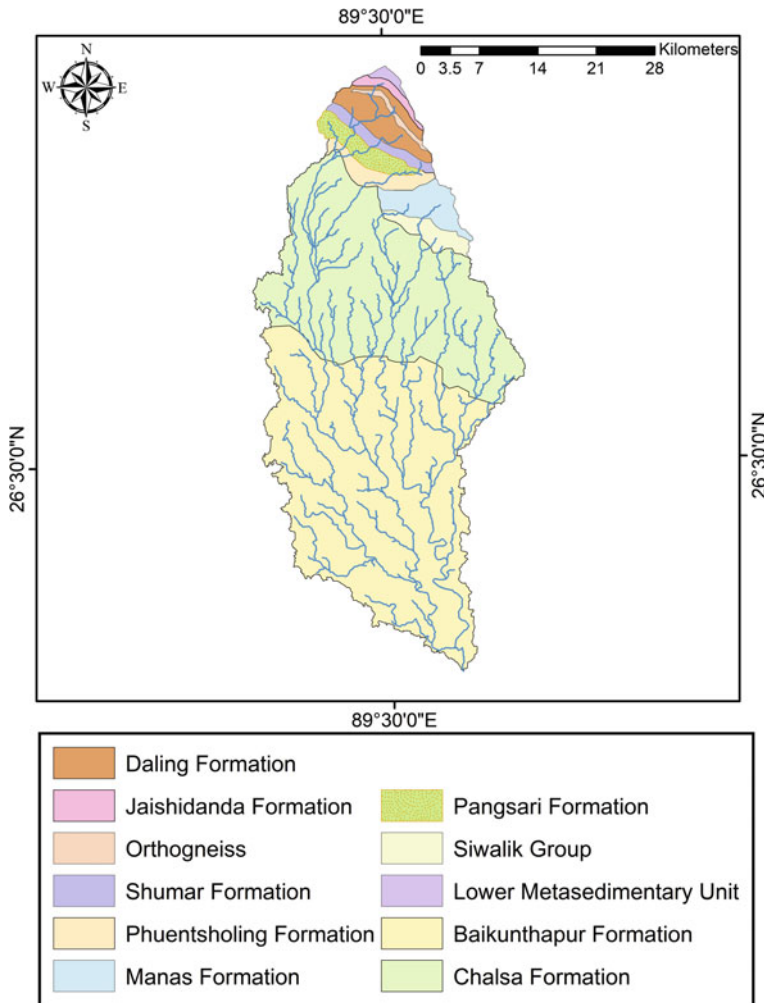 89°30'0"E
N
W E
S
Kilometers
0 3.5 7 14 21 28
26°30'0"N 26°30'0"N
89°30'0"E
Daling Formation
Jaishidanda Formation Pangsari Formation
Orthogneiss Siwalik Group
Shumar Formation Lower Metasedimentary Unit
Phuentsholing Formation Baikunthapur Formation
Manas Formation Chalsa Formation